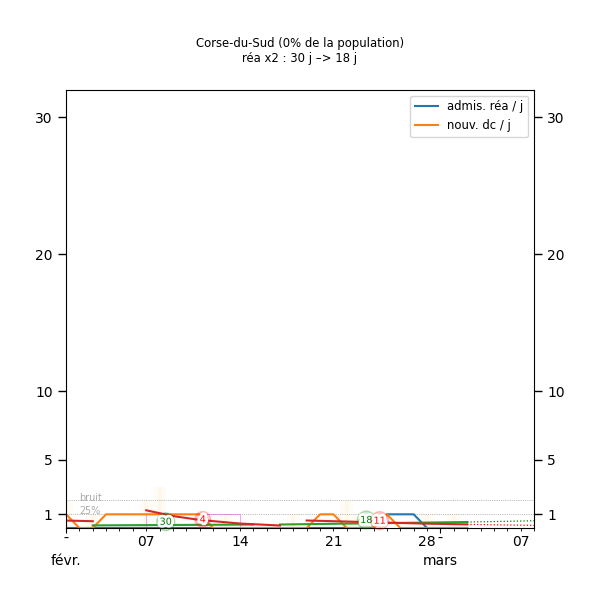 Corse-du-Sud (0% de la population)
réa x2 : 30 j –> 18 j
admis. réa / j
nouv. dc / j
30 30
20 20
10 10
5 5
bruit
25%
1 1
30 4 18 11
- 07 14 21 28- 07
févr. mars